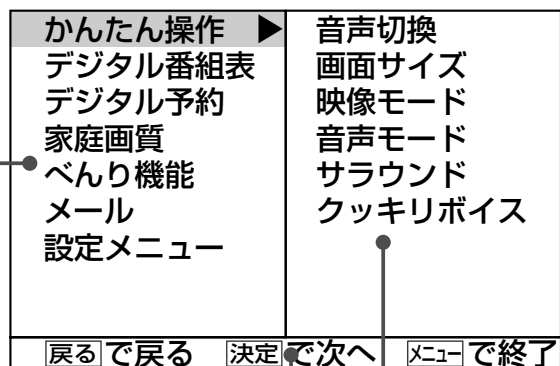 かんたん操作 ▶
デジタル番組表
デジタル予約
家庭画質
べんり機能
メール
設定メニュー
音声切換
画面サイズ
映像モード
音声モード
サラウンド
クッキリボイス
戻る で戻る 決定 で次へ メニュー で終了